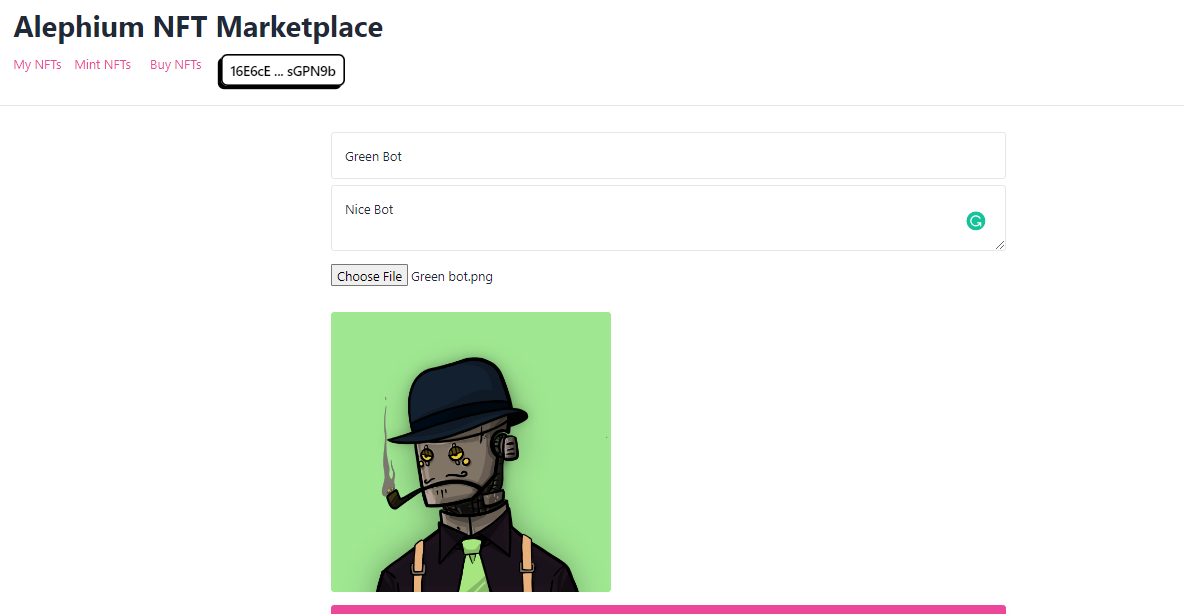 Alephium NFT Marketplace
My NFTs Mint NFTs Buy NFTs 16E6cE ... sGPN9b
Green Bot
Nice Bot
Choose File Green bot.png